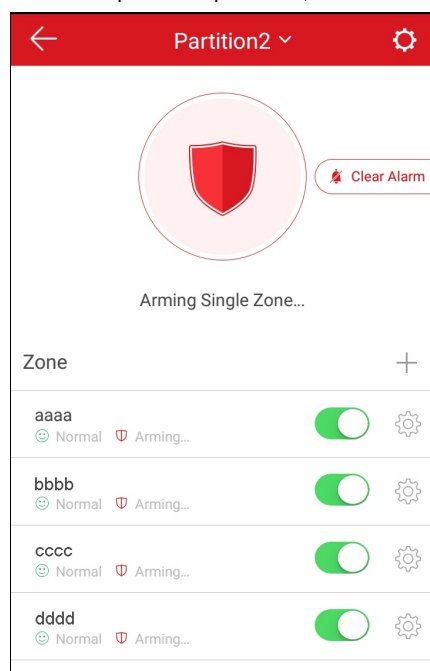 Partition2
Clear Alarm
Arming Single Zone...
Zone
aaaa
Normal Arming...
bbbb
Normal Arming...
cccc
Normal Arming...
dddd
Normal Arming...